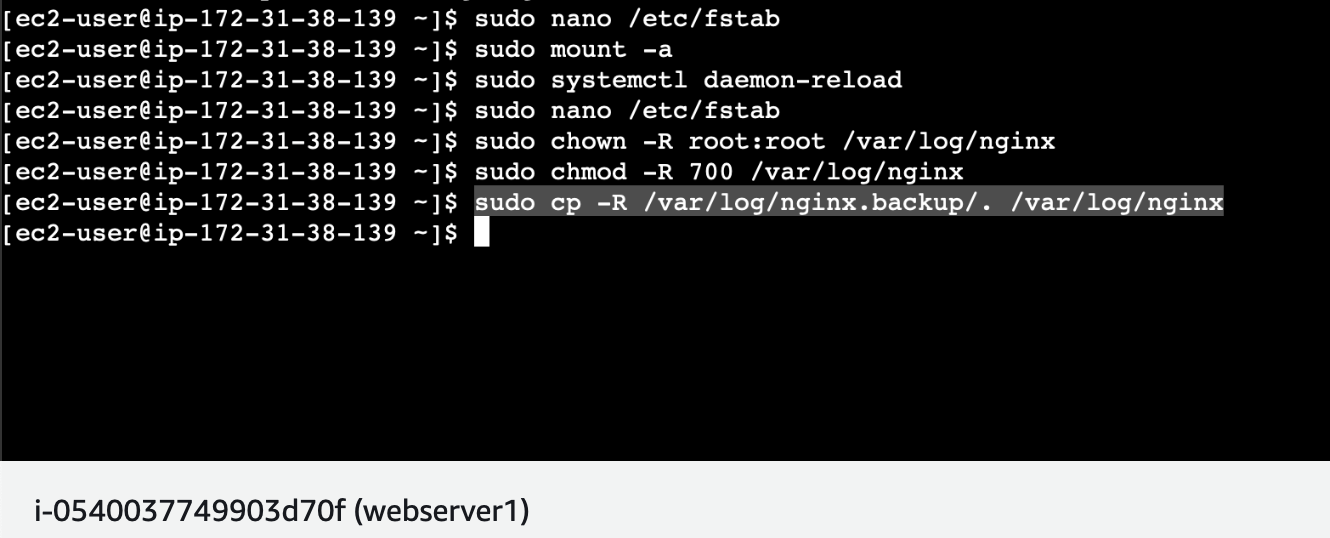 [ec2-user@ip-172-31-38-139 ~]$ sudo nano /etc/fstab
[ec2-user@ip-172-31-38-139 ~]$ sudo mount -a
[ec2-user@ip-172-31-38-139 ~]$ sudo systemctl daemon-reload
[ec2-user@ip-172-31-38-139 ~]$ sudo nano /etc/fstab
[ec2-user@ip-172-31-38-139 ~]$ sudo chown -R root:root /var/log/nginx
[ec2-user@ip-172-31-38-139 ~]$ sudo chmod -R 700 /var/log/nginx
[ec2-user@ip-172-31-38-139 ~]$ sudo cp -R /var/log/nginx.backup/. /var/log/nginx
[ec2-user@ip-172-31-38-139 ~]$
i-0540037749903d70f (webserver1)